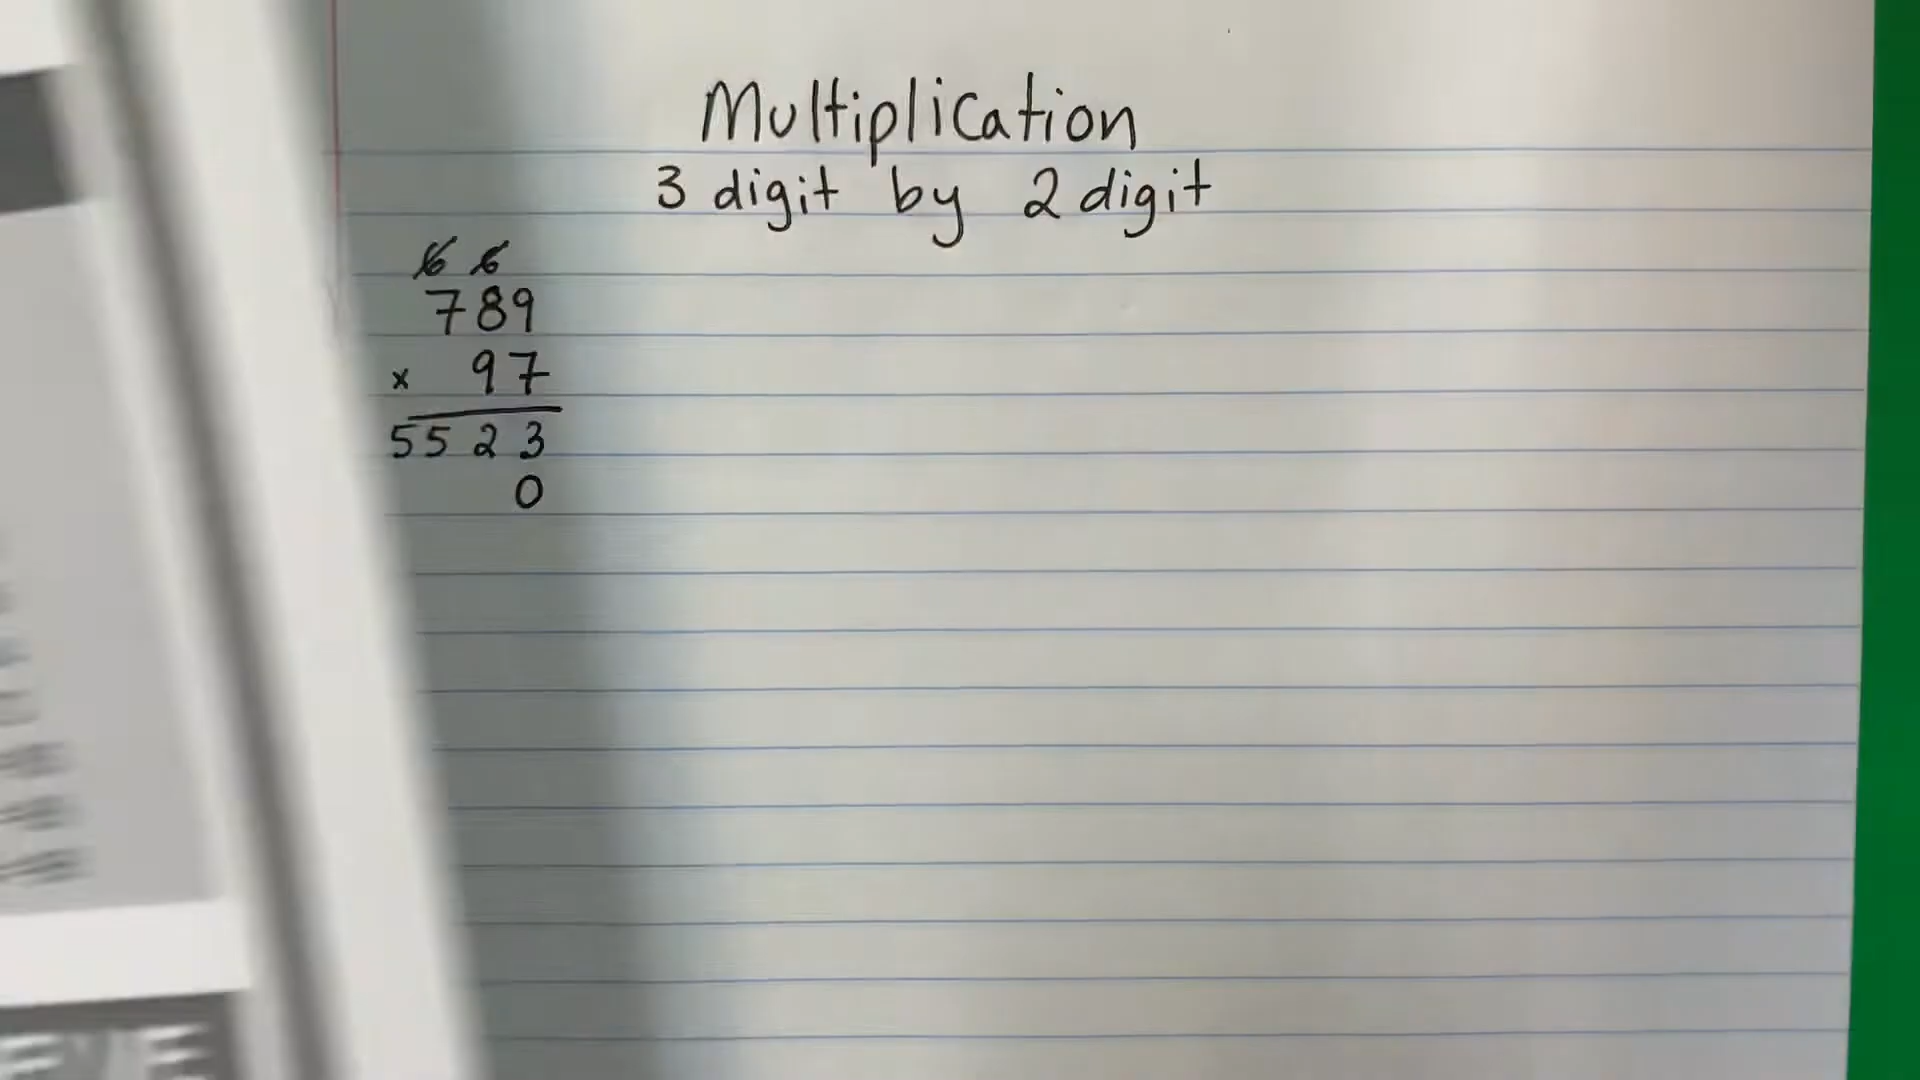 Multiplication
3 digit by 2 digit
6 6
789
x 97
5523
0